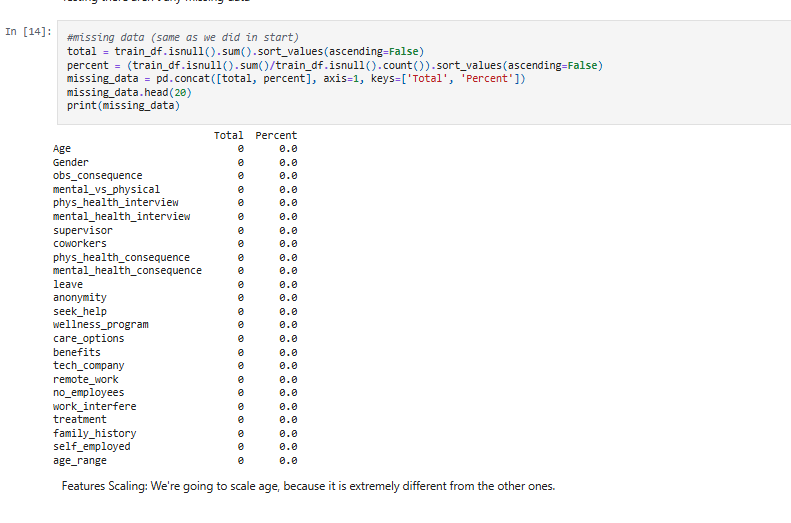 Testing there aren't any missing data
In [14]:
#missing data (same as we did in start)
total = train_df.isnull().sum().sort_values(ascending=False)
percent = (train_df.isnull().sum()/train_df.isnull().count()).sort_values(ascending=False)
missing_data = pd.concat([total, percent], axis=1, keys=['Total', 'Percent'])
missing_data.head(20)
print(missing_data)
Total Percent
Age 0 0.0
Gender 0 0.0
obs_consequence 0 0.0
mental_vs_physical 0 0.0
phys_health_interview 0 0.0
mental_health_interview 0 0.0
supervisor 0 0.0
coworkers 0 0.0
phys_health_consequence 0 0.0
mental_health_consequence 0 0.0
leave 0 0.0
anonymity 0 0.0
seek_help 0 0.0
wellness_program 0 0.0
care_options 0 0.0
benefits 0 0.0
tech_company 0 0.0
remote_work 0 0.0
no_employees 0 0.0
work_interfere 0 0.0
treatment 0 0.0
family_history 0 0.0
self_employed 0 0.0
age_range 0 0.0
Features Scaling: We're going to scale age, because it is extremely different from the other ones.